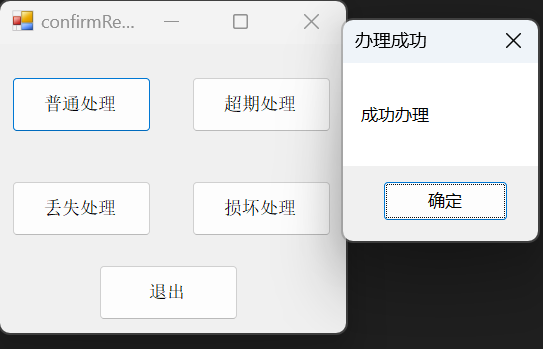 confirmRe...
普通处理
超期处理
丢失处理
损坏处理
退出
办理成功
成功办理
确定